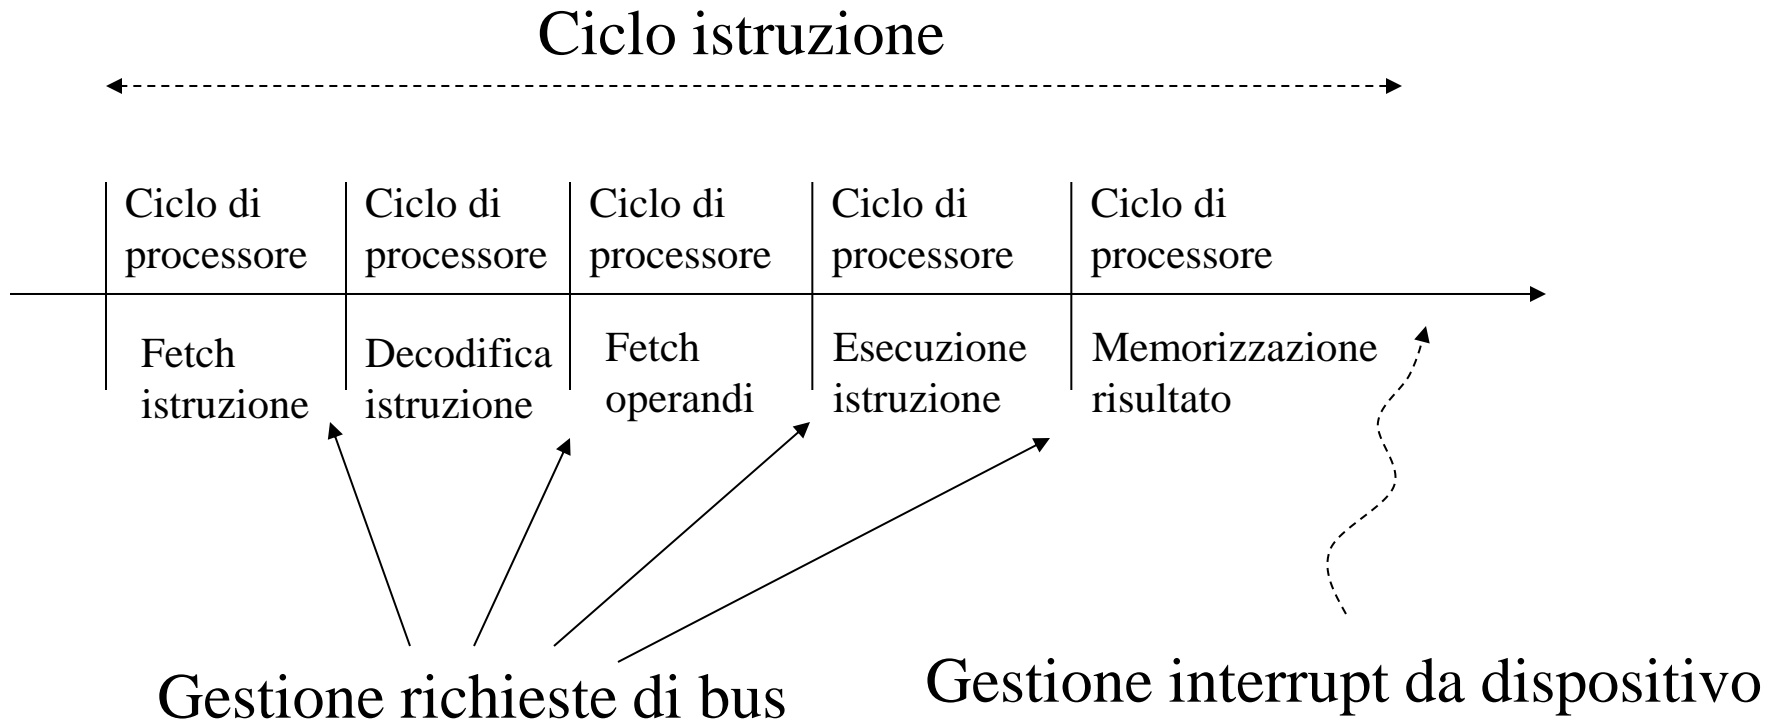 Ciclo istruzione
Ciclo di
processore
Ciclo di
processore
Ciclo di
processore
Ciclo di
processore
Ciclo di
processore
Fetch
istruzione
Decodifica
istruzione
Fetch
operandi
Esecuzione
istruzione
Memorizzazione
risultato
Gestione richieste di bus
Gestione interrupt da dispositivo